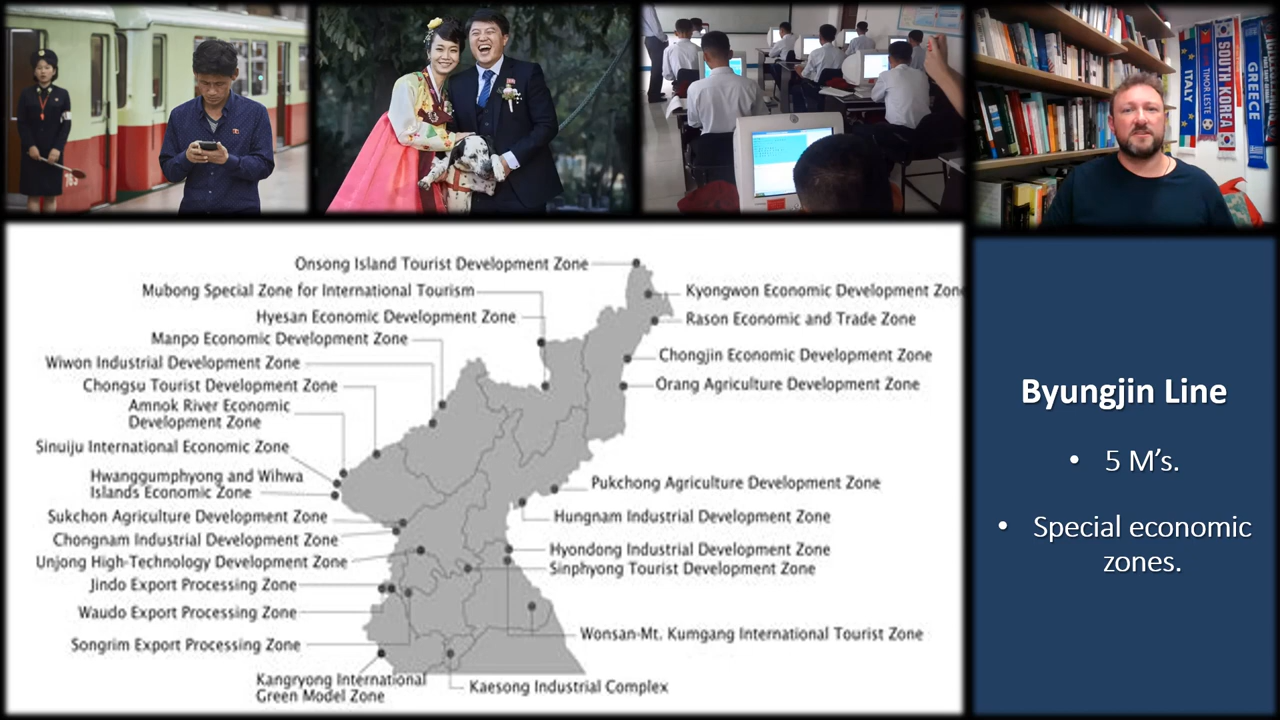 ITALY
TIMOR LESTE
SOUTH KOREA
GREECE
Onsong Island Tourist Development Zone
Mubong Special Zone for International Tourism
Kyongwon Economic Development Zone
Hyesan Economic Development Zone
Rason Economic and Trade Zone
Manpo Economic Development Zone
Chongjin Economic Development Zone
Wiwon Industrial Development Zone
Chongsu Tourist Development Zone
Orang Agriculture Development Zone
Amnok River Economic
Development Zone
Sinuiju International Economic Zone
Hwanggumphyong and Wihwa
Islands Economic Zone
Pukchong Agriculture Development Zone
Sukchon Agriculture Development Zone
Hungnam Industrial Development Zone
Chongnam Industrial Development Zone
Hyondong Industrial Development Zone
Unjong High-Technology Development Zone
Sinphyong Tourist Development Zone
Jindo Export Processing Zone
Waudo Export Processing Zone
Wonsan-Mt. Kumgang International Tourist Zone
Songrim Export Processing Zone
Kangryong International
Green Model Zone
Kaesong Industrial Complex
Byungjin Line
• 5 M's.
• Special economic
zones.